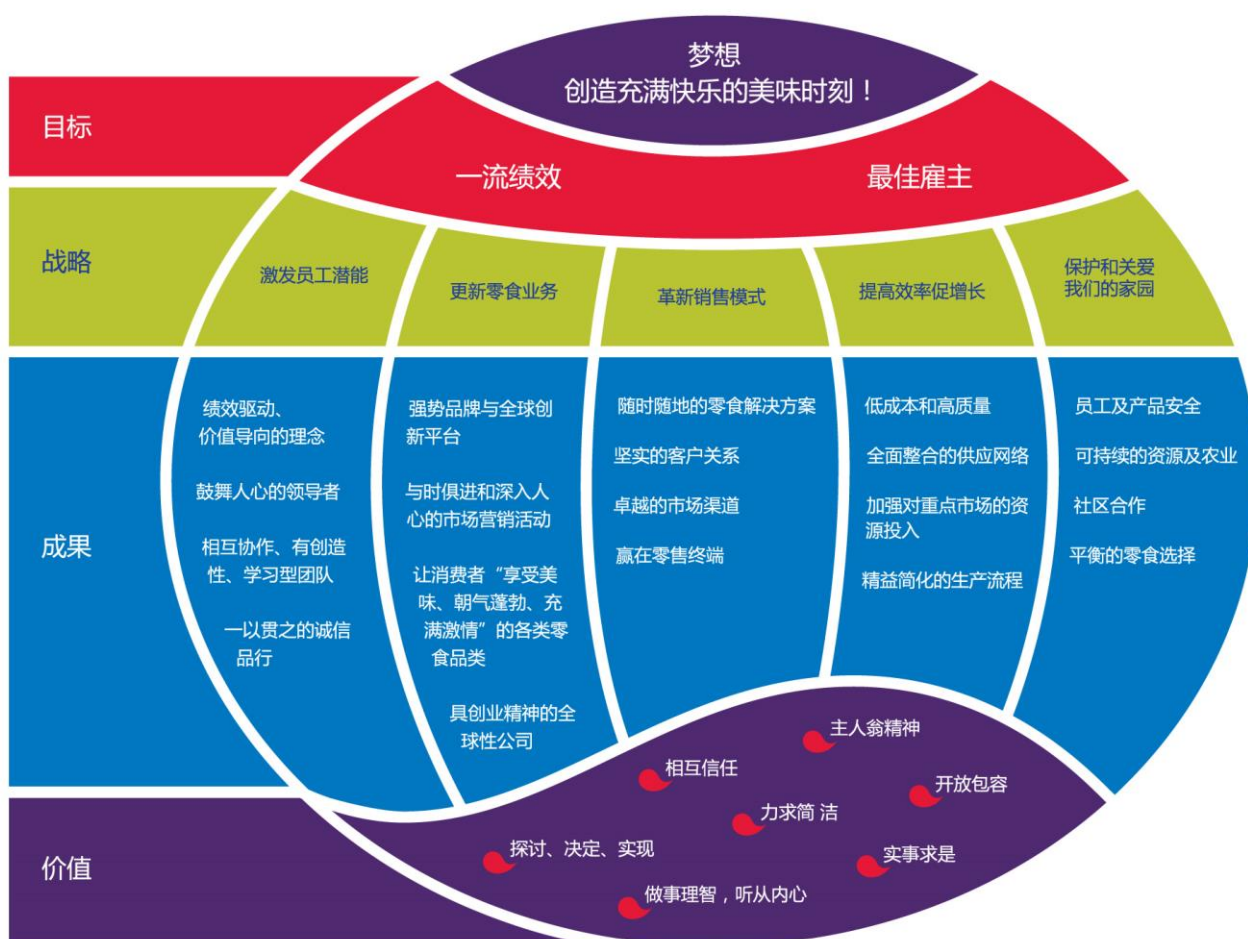 梦想
创造充满快乐的美味时刻！
目标
一流绩效
最佳雇主
战略
激发员工潜能
更新零食业务
革新销售模式
提高效率促增长
保护和关爱
我们的家园
成果
绩效驱动、
价值导向的理念
鼓舞人心的领导者
相互协作、有创造
性、学习型团队
一以贯之的诚信
品行
强势品牌与全球创
新平台
与时俱进和深入人
心的市场营销活动
让消费者“享受美
味、朝气蓬勃、充
满激情”的各类零
食品类
具创业精神的全
球性公司
随时随地的零食解决方案
坚实的客户关系
卓越的市场渠道
赢在零售终端
低成本和高质量
全面整合的供应网络
加强对重点市场的资
源投入
精益简化的生产流程
员工及产品安全
可持续的资源及农业
社区合作
平衡的零食选择
价值
主人翁精神
相互信任
开放包容
力求简 洁
探讨、决定、实现
实事求是
做事理智，听从内心